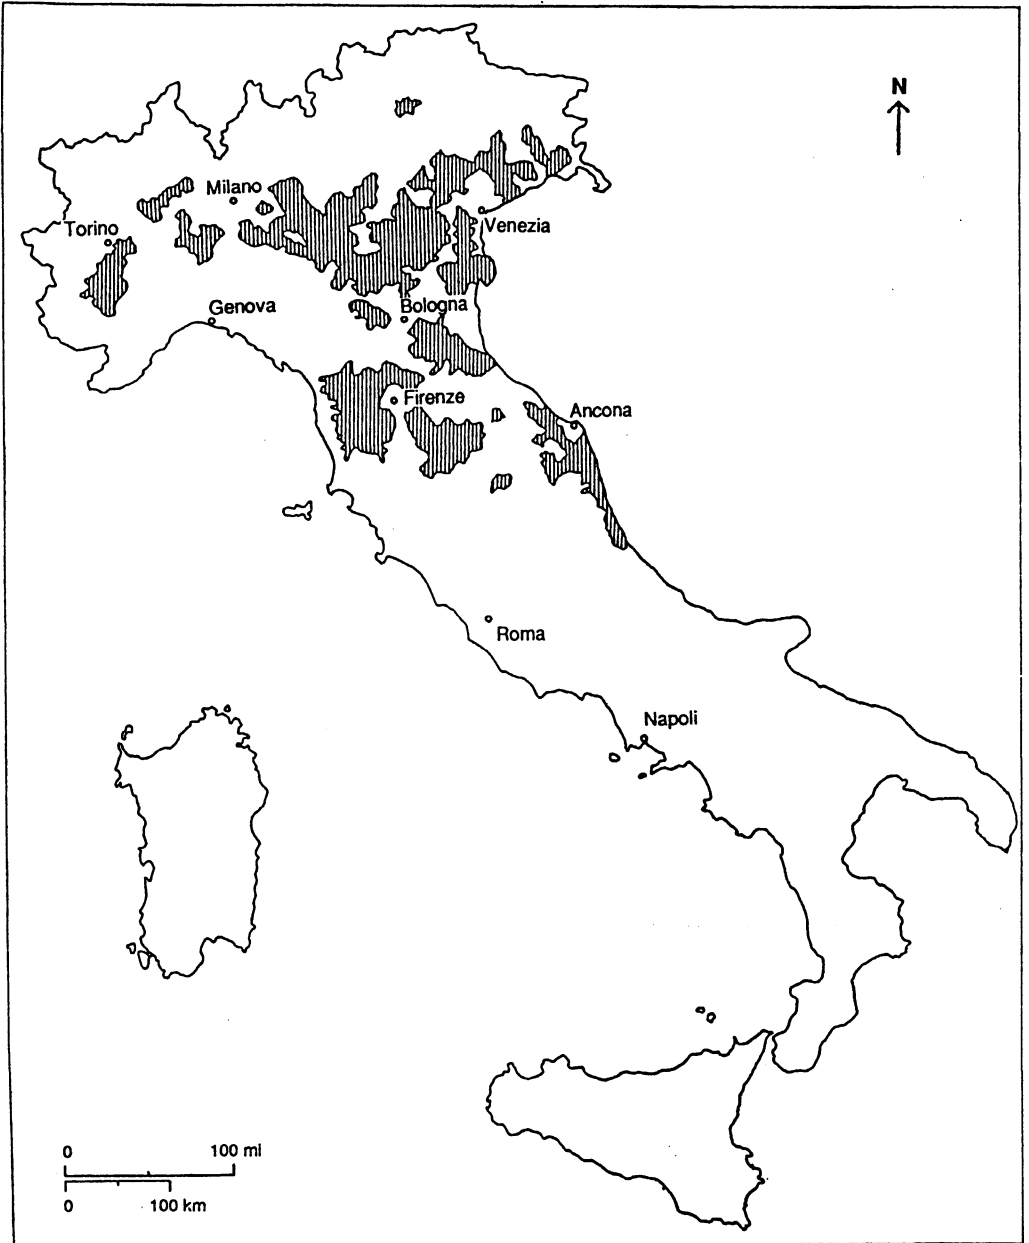 N
Milano
Torino
Venezia
Genova
Bologna
Firenze
Ancona
Roma
Napoli
0 100 mi
0 100 km